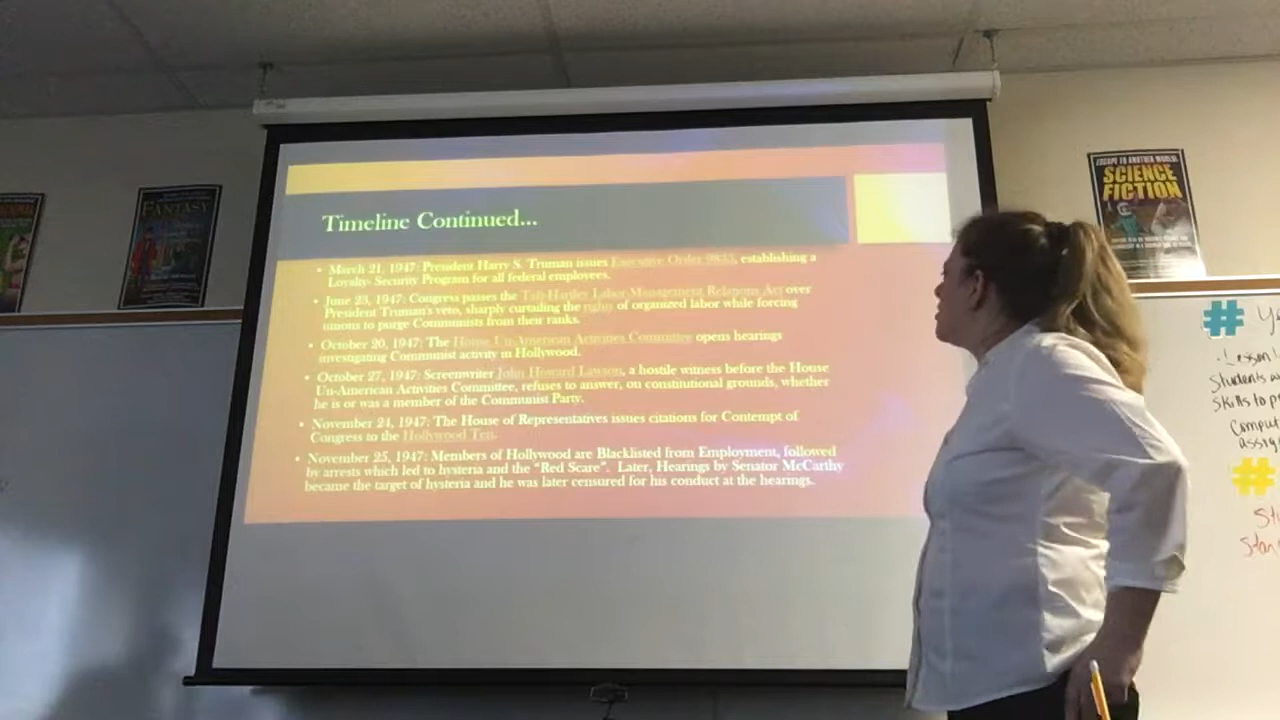 Timeline Continued...
• March 21, 1947: President Harry S. Truman issues Executive Order 9835, establishing a
Loyalty- Security Program for all federal employees.
• June 23, 1947: Congress passes the Taft-Hartley Labor-Management Relations Act over
President Truman's veto, sharply curtailing the rights of organized labor while forcing
unions to purge Communists from their ranks.
• October 20, 1947: The House Un-American Activities Committee opens hearings
investigating Communist activity in Hollywood.
• October 27, 1947: Screenwriter John Howard Lawson, a hostile witness before the House
Un-American Activities Committee, refuses to answer, on constitutional grounds, whether
he is or was a member of the Communist Party.
• November 24, 1947: The House of Representatives issues citations for Contempt of
Congress to the Hollywood Ten.
• November 25, 1947: Members of Hollywood are Blacklisted from Employment, followed
by arrests which led to hysteria and the "Red Scare". Later, Hearings by Senator McCarthy
became the target of hysteria and he was later censured for his conduct at the hearings.
FANTASY
ESCAPE TO ANOTHER WORLD!
SCIENCE
FICTION
# 
· Lesson
Students
skills to
#